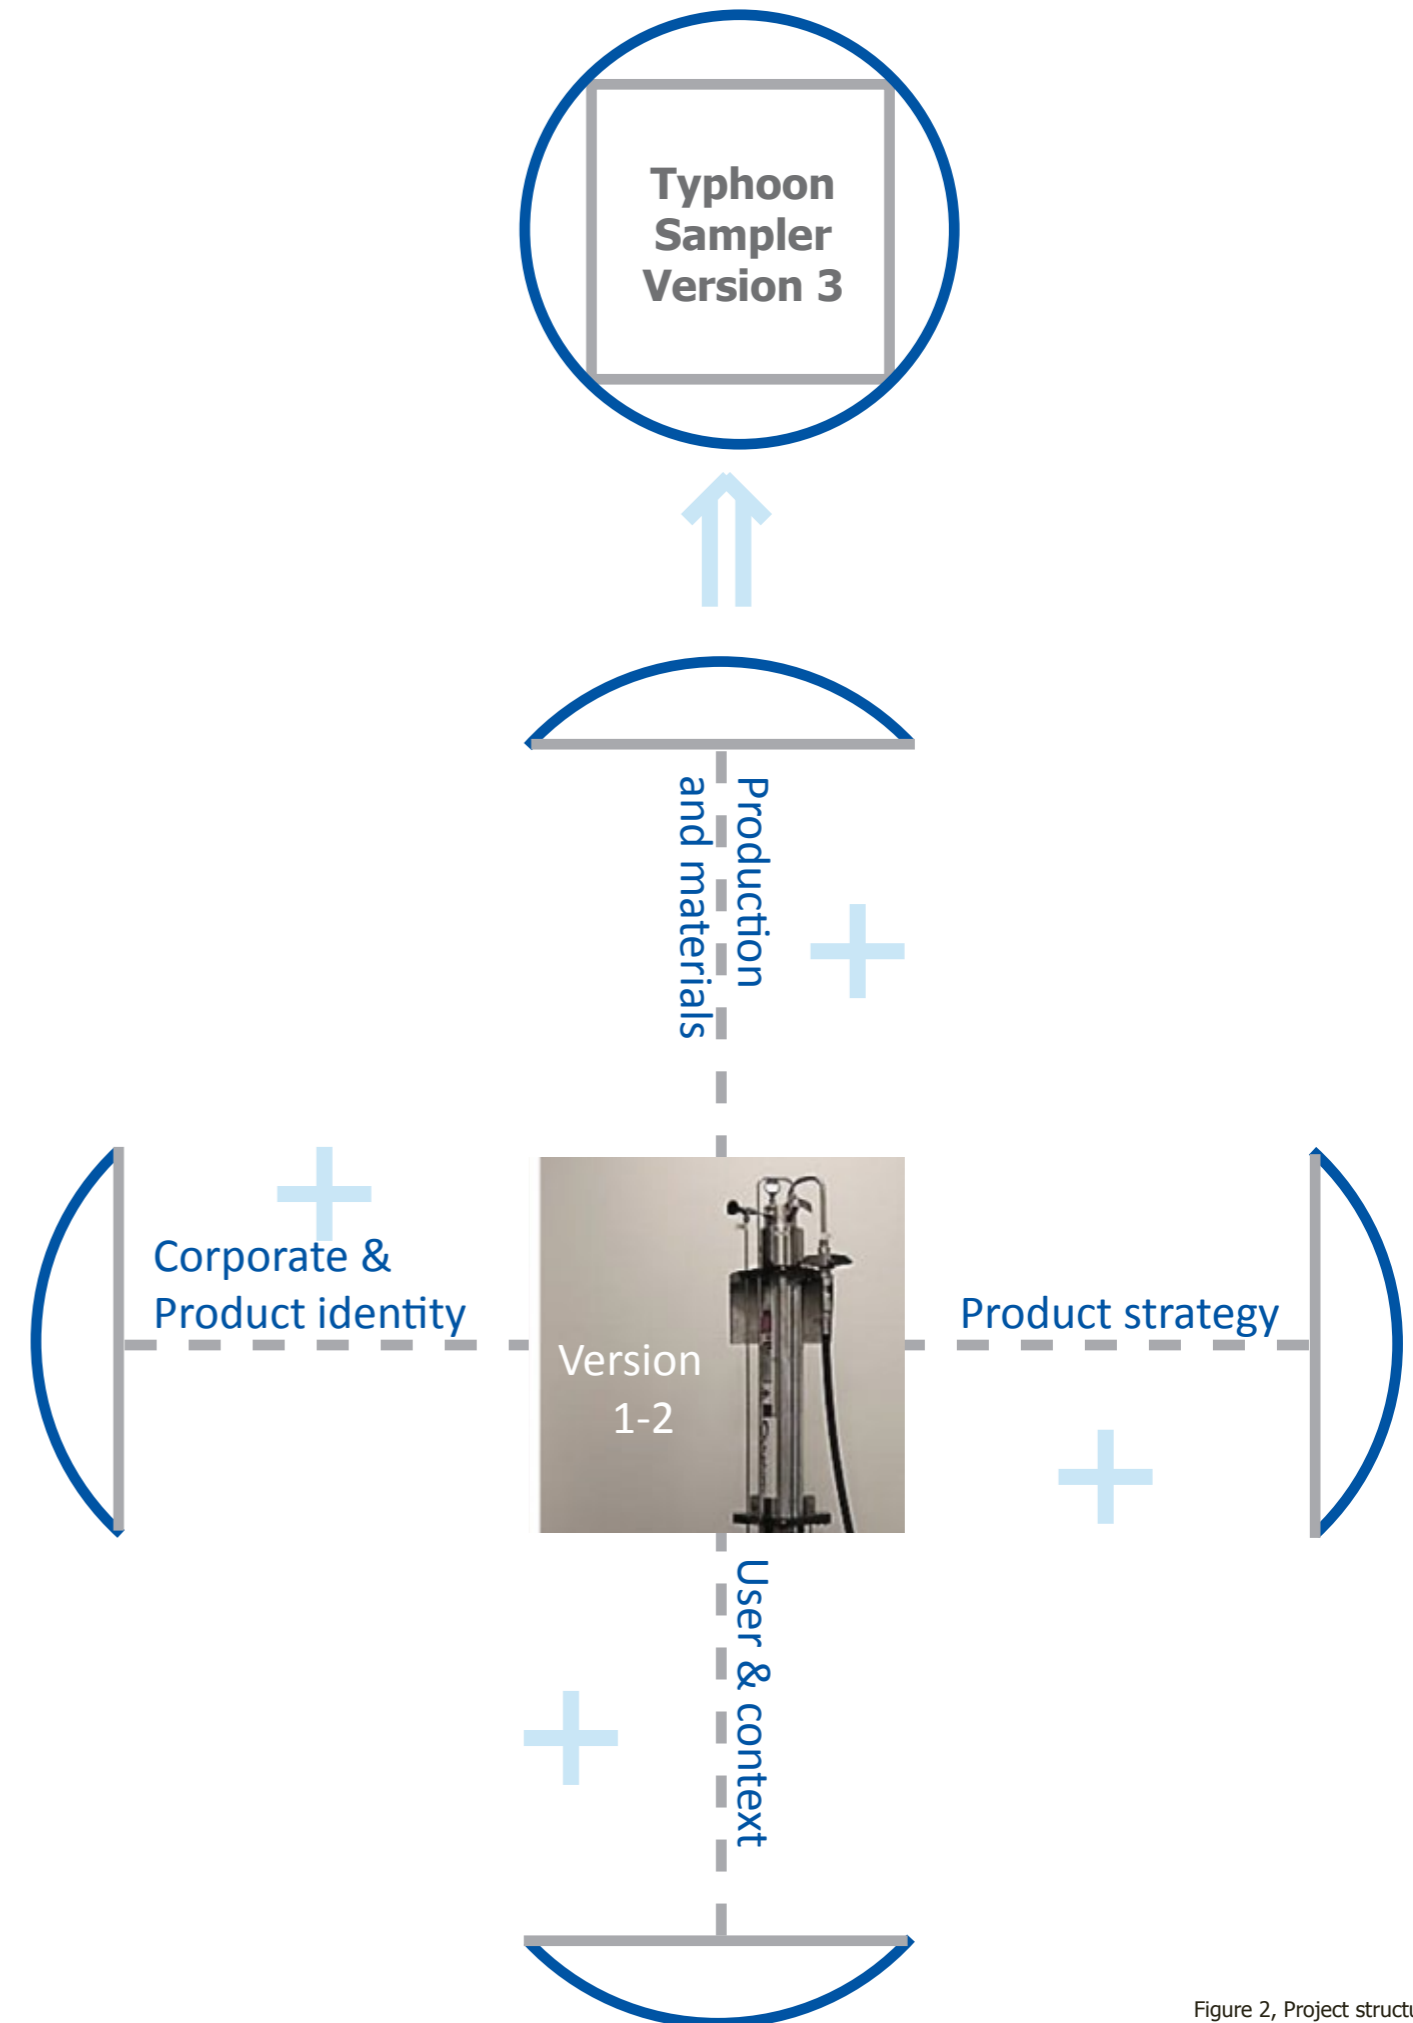 Typhoon
Sampler
Version 3
Production
and materials
Corporate &
Product identity
Product strategy
Version
1-2
User & context
Figure 2, Project